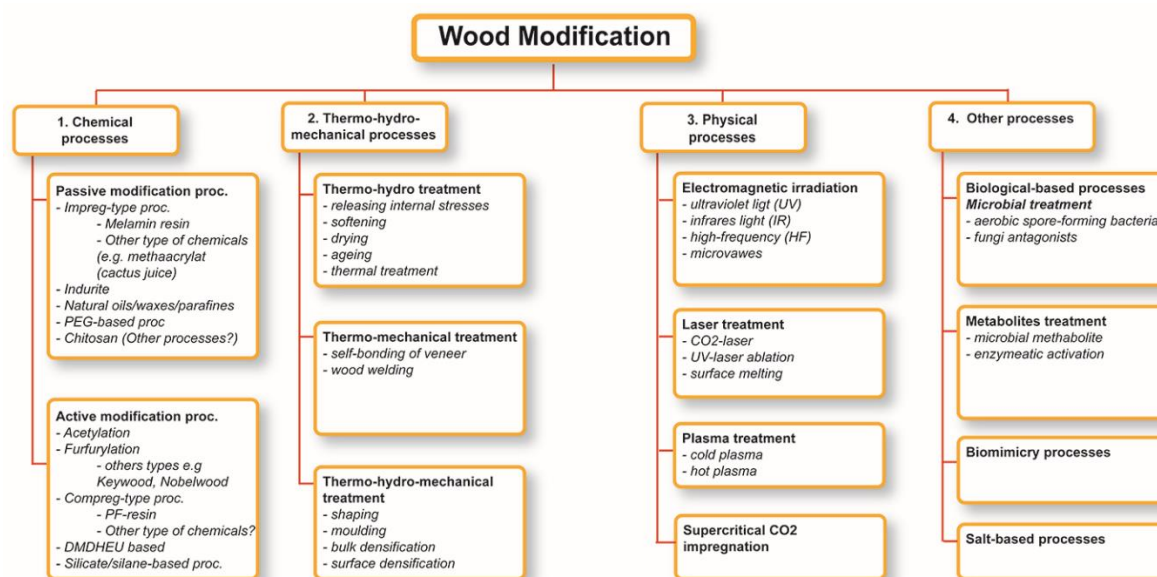 Wood Modification
1. Chemical
processes
Passive modification proc.
- Impreg-type proc.
- Melamin resin
- Other type of chemicals
(e.g. methaacrylat
(cactus juice)
- Indurite
- Natural oils/waxes/parafines
- PEG-based proc
- Chitosan (Other processes?)
Active modification proc.
- Acetylation
- Furfurylation
- others types e.g
Keywood, Nobelwood
- Compreg-type proc.
- PF-resin
- Other type of chemicals?
- DMDHEU based
- Silicate/silane-based proc.
2. Thermo-hydro-
mechanical processes
Thermo-hydro treatment
- releasing internal stresses
- softening
- drying
- ageing
- thermal treatment
Thermo-mechanical treatment
- self-bonding of veneer
- wood welding
Thermo-hydro-mechanical
treatment
- shaping
- moulding
- bulk densification
- surface densification
3. Physical
processes
Electromagnetic irradiation
- ultraviolet ligt (UV)
- infrares light (IR)
- high-frequency (HF)
- microvawes
Laser treatment
- CO2-laser
- UV-laser ablation
- surface melting
Plasma treatment
- cold plasma
- hot plasma
Supercritical CO2
impregnation
4. Other processes
Biological-based processes
Microbial treatment
- aerobic spore-forming bacteria
- fungi antagonists
Metabolites treatment
- microbial methabolite
- enzymeatic activation
Biomimicry processes
Salt-based processes